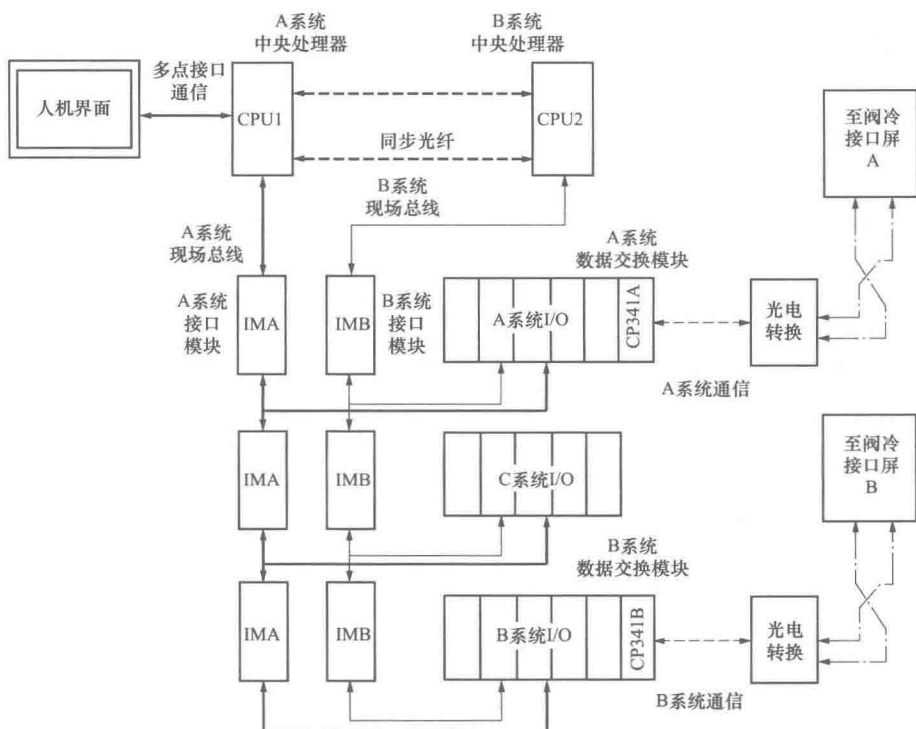 A系统
中央处理器
B系统
中央处理器
多点接口
通信
人机界面
CPU1
CPU2
同步光纤
至阀冷
接口屏
A
B系统
现场总线
A系统
现场总线
A系统
数据交换模块
A系统
接口
模块
IMA
IMB
B系统
接口
模块
A系统I/O
CP341A
光电
转换
A系统通信
至阀冷
接口屏
B
IMA
IMB
C系统I/O
B系统
数据交换模块
IMA
IMB
B系统I/O
CP341B
光电
转换
B系统通信